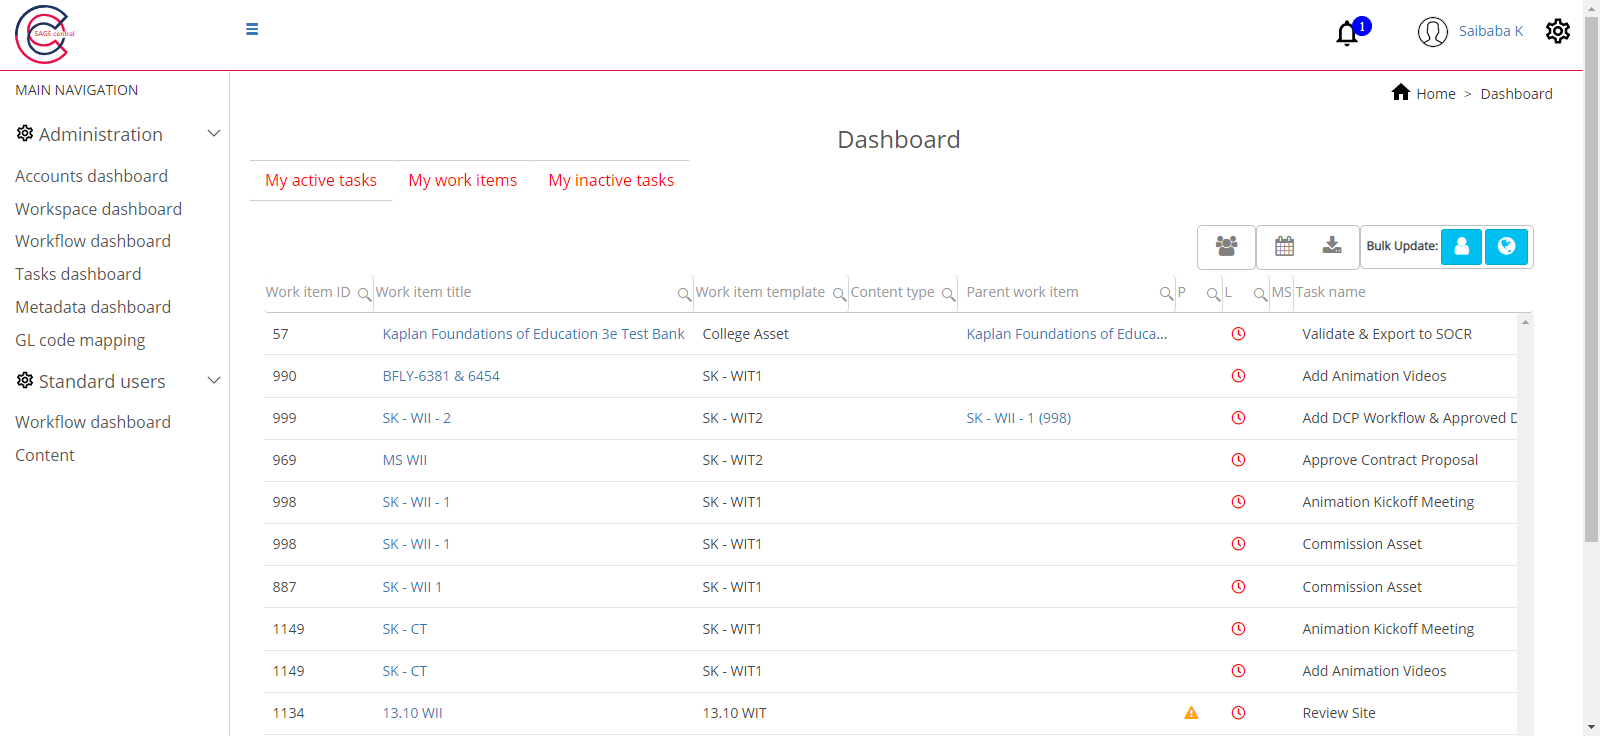 SAGE central
1
Saibaba K
MAIN NAVIGATION
Home > Dashboard
Administration
Accounts dashboard
Workspace dashboard
Workflow dashboard
Tasks dashboard
Metadata dashboard
GL code mapping
Standard users
Workflow dashboard
Content
Dashboard
My active tasks My work items My inactive tasks
Bulk Update:
Work item ID Work item title Work item template Content type Parent work item P L MS Task name
57 Kaplan Foundations of Education 3e Test Bank College Asset Kaplan Foundations of Educa... Validate & Export to SOCR
990 BFLY-6381 & 6454 SK - WIT1 Add Animation Videos
999 SK - WII - 2 SK - WIT2 SK - WII - 1 (998) Add DCP Workflow & Approved D
969 MS WII SK - WIT2 Approve Contract Proposal
998 SK - WII - 1 SK - WIT1 Animation Kickoff Meeting
998 SK - WII - 1 SK - WIT1 Commission Asset
887 SK - WII 1 SK - WIT1 Commission Asset
1149 SK - CT SK - WIT1 Animation Kickoff Meeting
1149 SK - CT SK - WIT1 Add Animation Videos
1134 13.10 WII 13.10 WIT Review Site